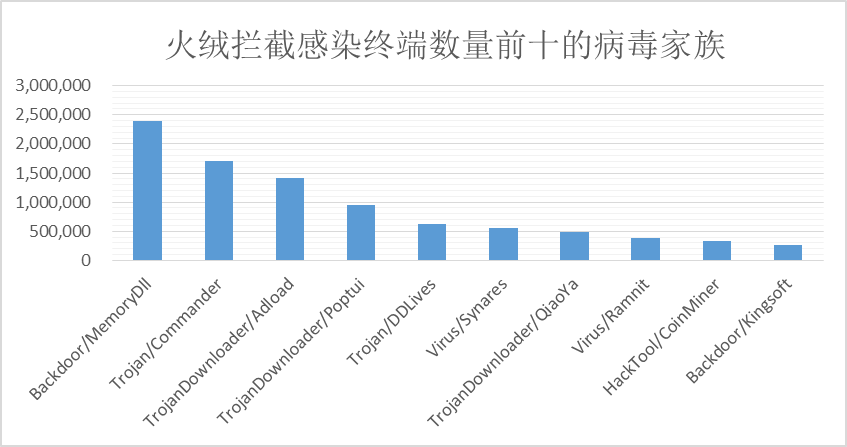 火绒拦截感染终端数量前十的病毒家族
3,000,000
2,500,000
2,000,000
1,500,000
1,000,000
500,000
0
Backdoor/MemoryDll
Trojan/Commander
TrojanDownloader/Adload
TrojanDownloader/Poptui
Trojan/DDLives
Virus/Synares
TrojanDownloader/QiaoYa
Virus/Ramnit
HackTool/CoinMiner
Backdoor/Kingsoft